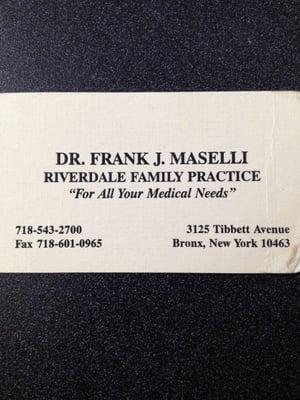 DR. FRANK J. MASELLI
RIVERDALE FAMILY PRACTICE
"For All Your Medical Needs"
718-543-2700
Fax 718-601-0965
3125 Tibbett Avenue
Bronx, New York 10463